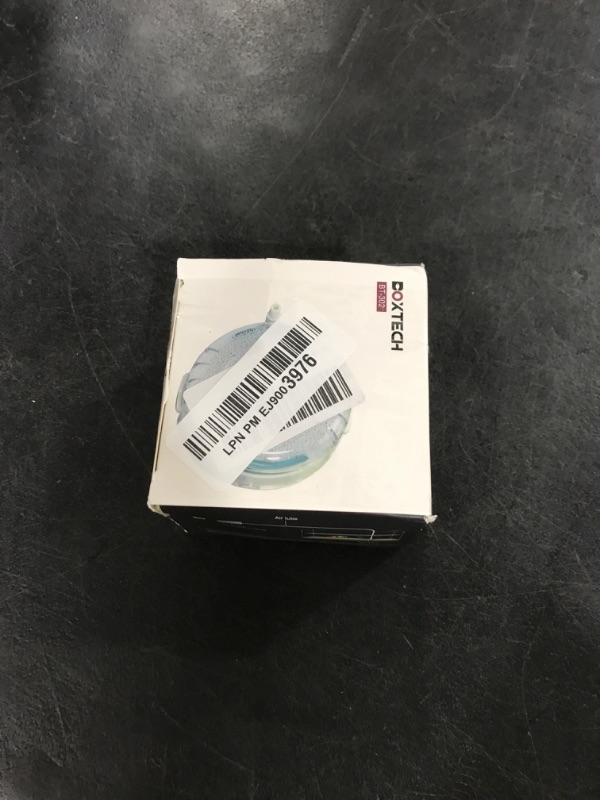 DOXTECH
BT-302
LPN PM EJ9003976
Air tube